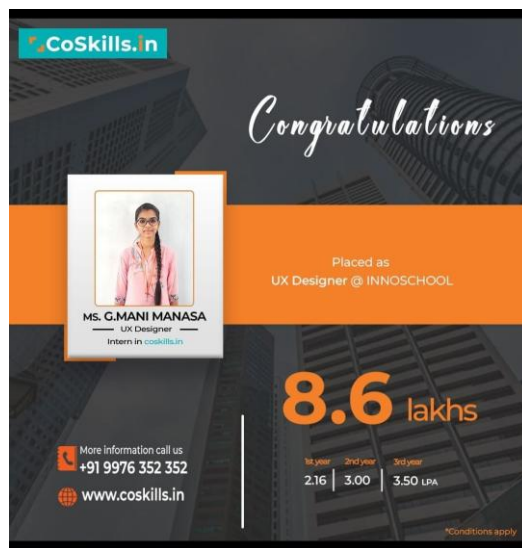 CoSkills.in
Congratulations
Placed as
UX Designer @ INNOSCHOOL
MS. G.MANI MANASA
UX Designer
Intern in coskills.in
8.6 lakhs
1st year 2nd year 3rd year
2.16 3.00 3.50 LPA
More information call us
+91 9976 352 352
www.coskills.in
*Conditions apply